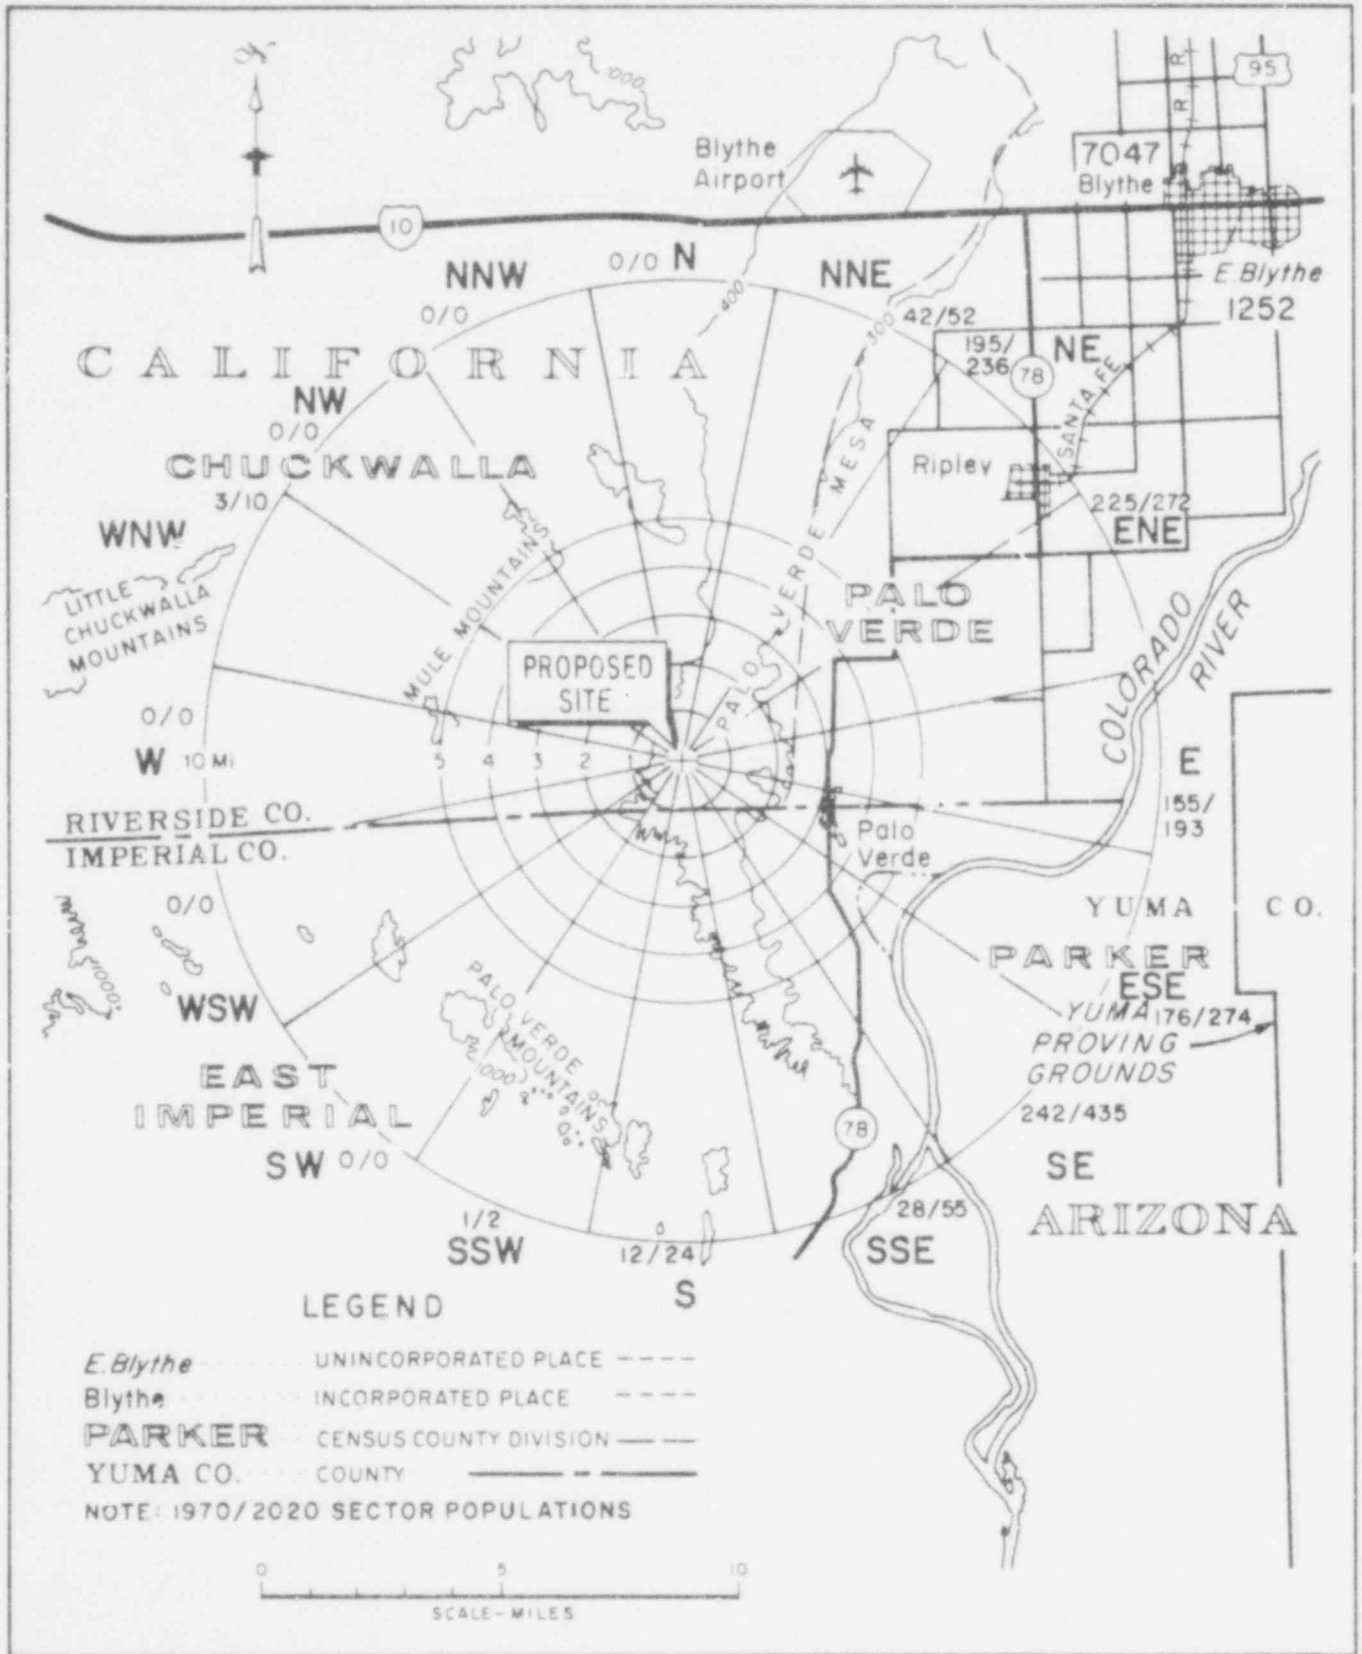 N
1000
95
R
R
Blythe
Airport
7047
Blythe
10
NNW
0/0 N
NNE
E. Blythe
1252
0/0
400
300
42/52
CALIFORNIA
195/
236
78
NE
SANTA FE
NW
0/0
CHUCKWALLA
3/10
Ripley
225/272
ENE
WNW
LITTLE
CHUCKWALLA
MOUNTAINS
MULE MOUNTAINS
PALO VERDE MESA
PALO
VERDE
PROPOSED
SITE
COLORADO
RIVER
0/0
W 10 Mi
5 4 3 2 1
E
155/
193
RIVERSIDE CO.
IMPERIAL CO.
Palo
Verde
0/0
YUMA CO.
1000
PARKER
ESE
WSW
PALO VERDE
MOUNTAINS
1000
YUMA 176/274
PROVING
GROUNDS
EAST
IMPERIAL
242/435
78
SW 0/0
SE
1/2
SSW
12/24
S
28/55
SSE
ARIZONA
LEGEND
E. Blythe UNINCORPORATED PLACE
Blythe INCORPORATED PLACE
PARKER CENSUS COUNTY DIVISION
YUMA CO. COUNTY
NOTE: 1970/2020 SECTOR POPULATIONS
0 5 10
SCALE-MILES